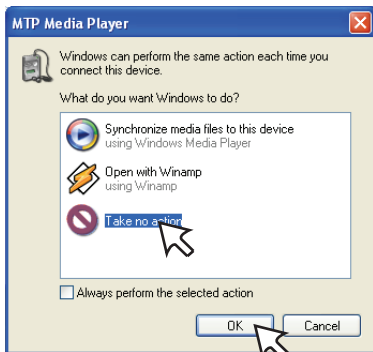 MTP Media Player
Windows can perform the same action each time you
connect this device.
What do you want Windows to do?
Synchronize media files to this device
using Windows Media Player
Open with Winamp
using Winamp
Take no action
Always perform the selected action
OK
Cancel